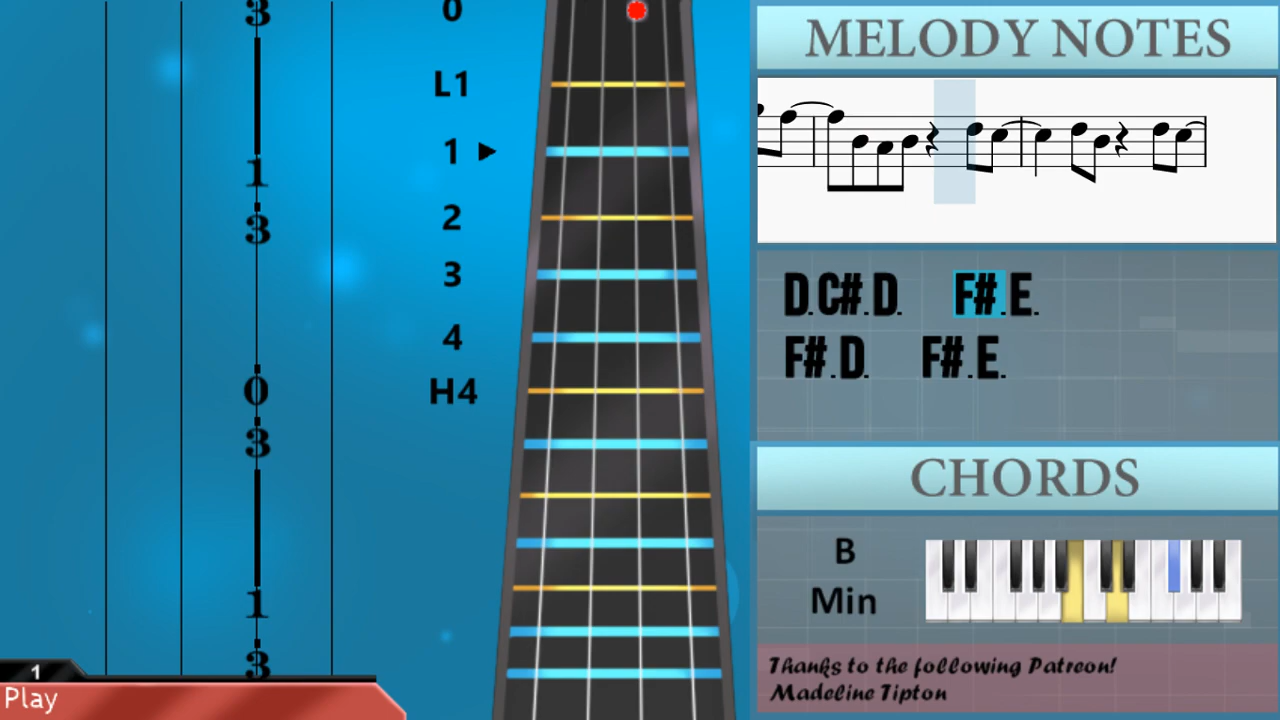 3
1
3
0
3
1
3
1
Play
0
L1
1
2
3
4
H4
MELODY NOTES
D.C#.D. F#.E.
F#.D. F#.E.
CHORDS
B
Min
Thanks to the following Patreon!
Madeline Tipton